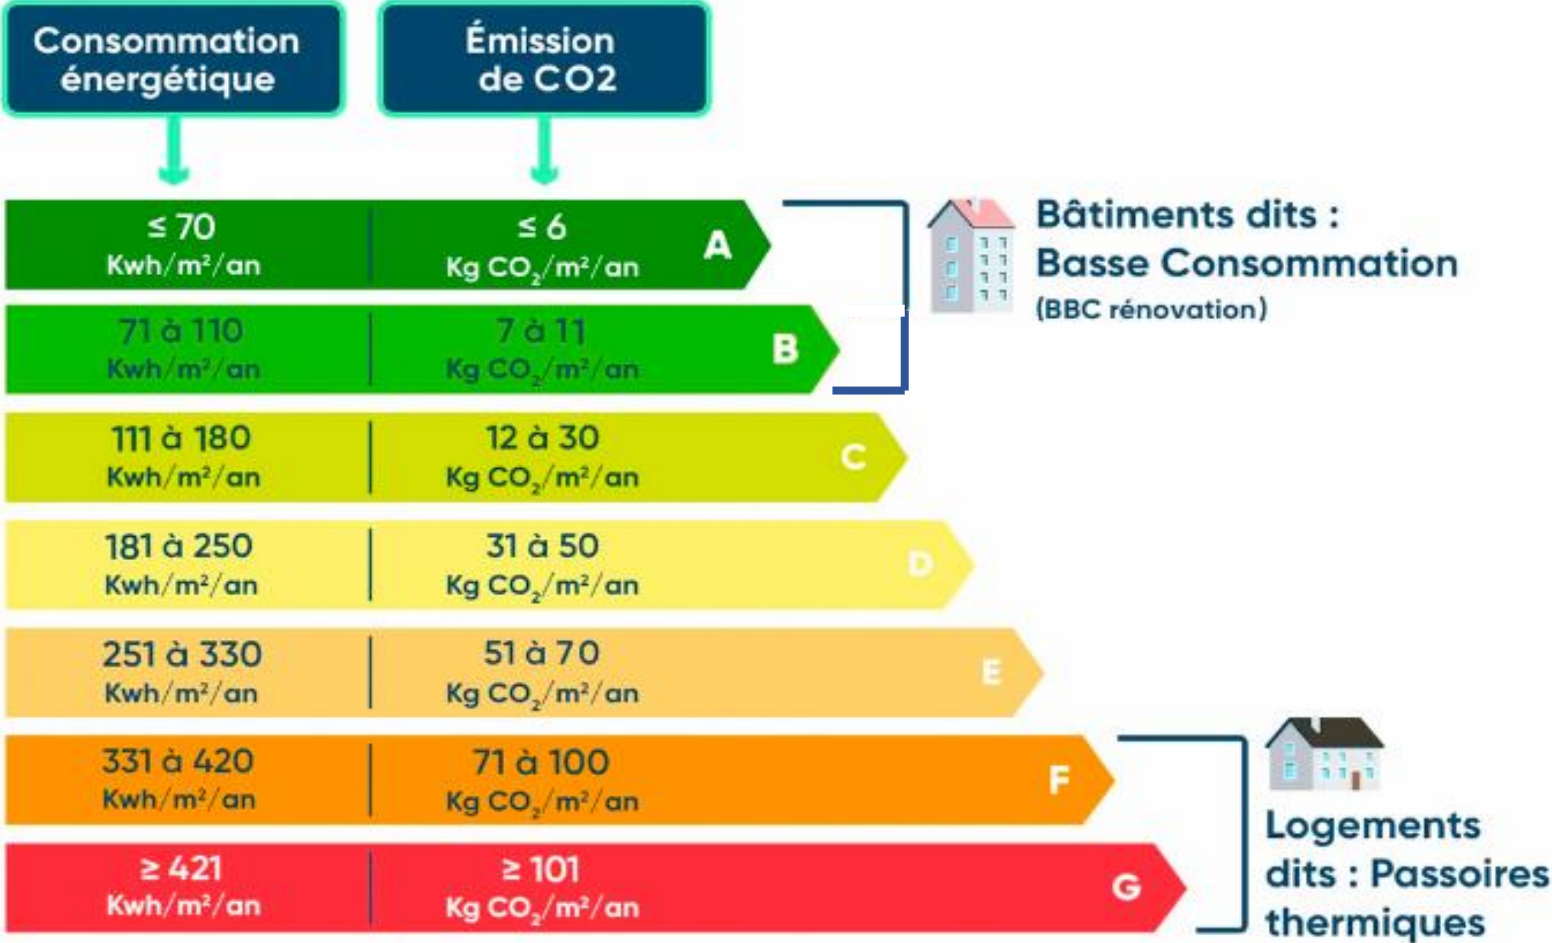 Consommation
énergétique
Émission
de CO2
≤ 70
Kwh/m²/an
≤ 6
Kg CO₂/m²/an
A
71 à 110
Kwh/m²/an
7 à 11
Kg CO₂/m²/an
B
111 à 180
Kwh/m²/an
12 à 30
Kg CO₂/m²/an
C
181 à 250
Kwh/m²/an
31 à 50
Kg CO₂/m²/an
D
251 à 330
Kwh/m²/an
51 à 70
Kg CO₂/m²/an
E
331 à 420
Kwh/m²/an
71 à 100
Kg CO₂/m²/an
F
≥ 421
Kwh/m²/an
≥ 101
Kg CO₂/m²/an
G
Bâtiments dits :
Basse Consommation
(BBC rénovation)
Logements
dits : Passoires
thermiques